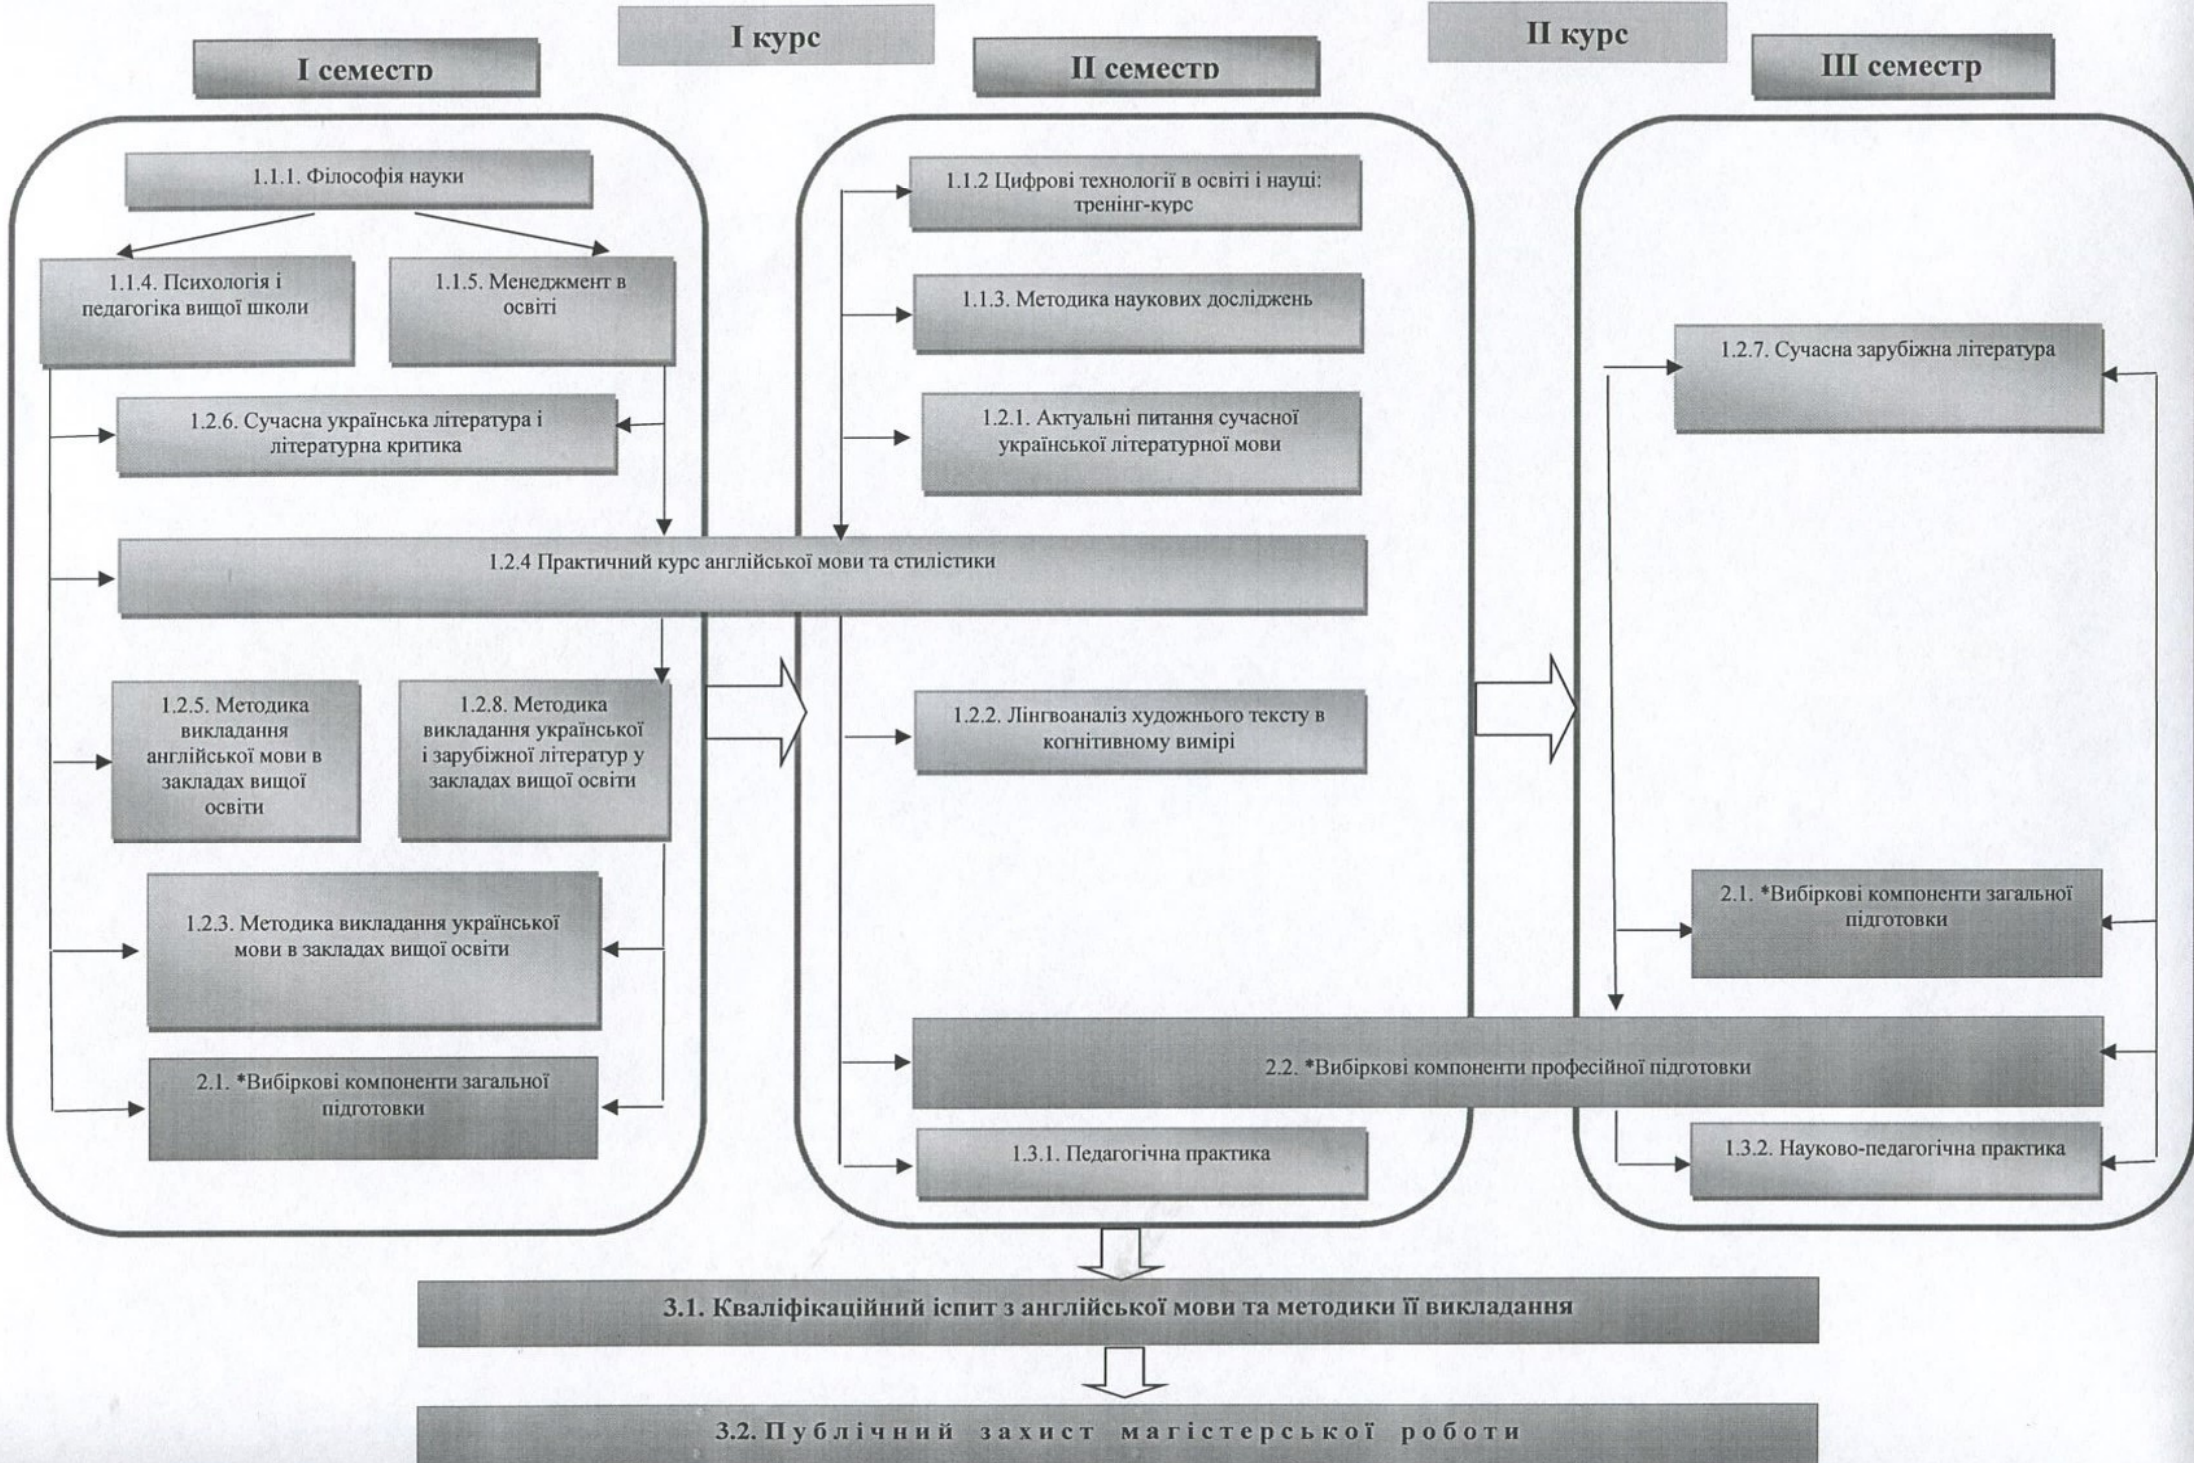 І курс
ІІ курс
І семестр
ІІ семестр
ІІІ семестр
1.1.1. Філософія науки
1.1.4. Психологія і
педагогіка вищої школи
1.1.5. Менеджмент в
освіті
1.2.6. Сучасна українська література і
літературна критика
1.2.4 Практичний курс англійської мови та стилістики
1.2.5. Методика
викладання
англійської мови в
закладах вищої
освіти
1.2.8. Методика
викладання української
і зарубіжної літератур у
закладах вищої освіти
1.2.3. Методика викладання української
мови в закладах вищої освіти
2.1. *Вибіркові компоненти загальної
підготовки
1.1.2 Цифрові технології в освіті і науці:
тренінг-курс
1.1.3. Методика наукових досліджень
1.2.1. Актуальні питання сучасної
української літературної мови
1.2.2. Лінгвоаналіз художнього тексту в
когнітивному вимірі
2.2. *Вибіркові компоненти професійної підготовки
1.3.1. Педагогічна практика
1.2.7. Сучасна зарубіжна література
2.1. *Вибіркові компоненти загальної
підготовки
1.3.2. Науково-педагогічна практика
3.1. Кваліфікаційний іспит з англійської мови та методики її викладання
3.2. Публічний захист магістерської роботи